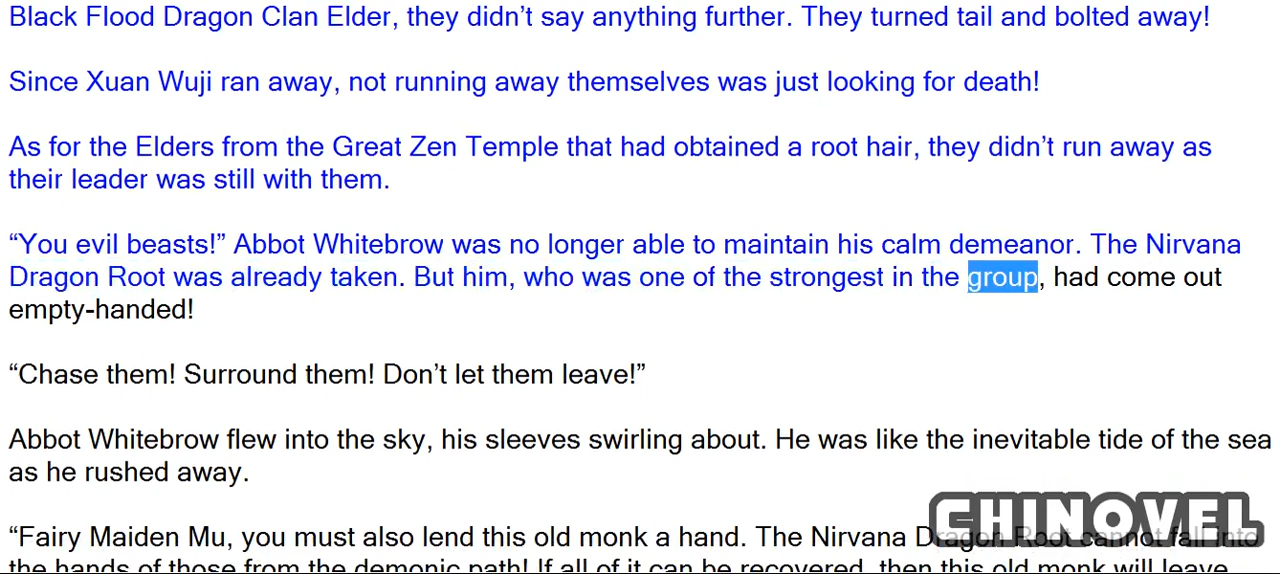 Black Flood Dragon Clan Elder, they didn’t say anything further. They turned tail and bolted away!
Since Xuan Wuji ran away, not running away themselves was just looking for death!
As for the Elders from the Great Zen Temple that had obtained a root hair, they didn’t run away as
their leader was still with them.
“You evil beasts!” Abbot Whitebrow was no longer able to maintain his calm demeanor. The Nirvana
Dragon Root was already taken. But him, who was one of the strongest in the group, had come out
empty-handed!
“Chase them! Surround them! Don’t let them leave!”
Abbot Whitebrow flew into the sky, his sleeves swirling about. He was like the inevitable tide of the sea
as he rushed away.
“Fairy Maiden Mu, you must also lend this old monk a hand. The Nirvana Dragon Root cannot fall into
the hands of those from the demonic path! If all of it can be recovered, then this old monk will leave
CHINOVEL